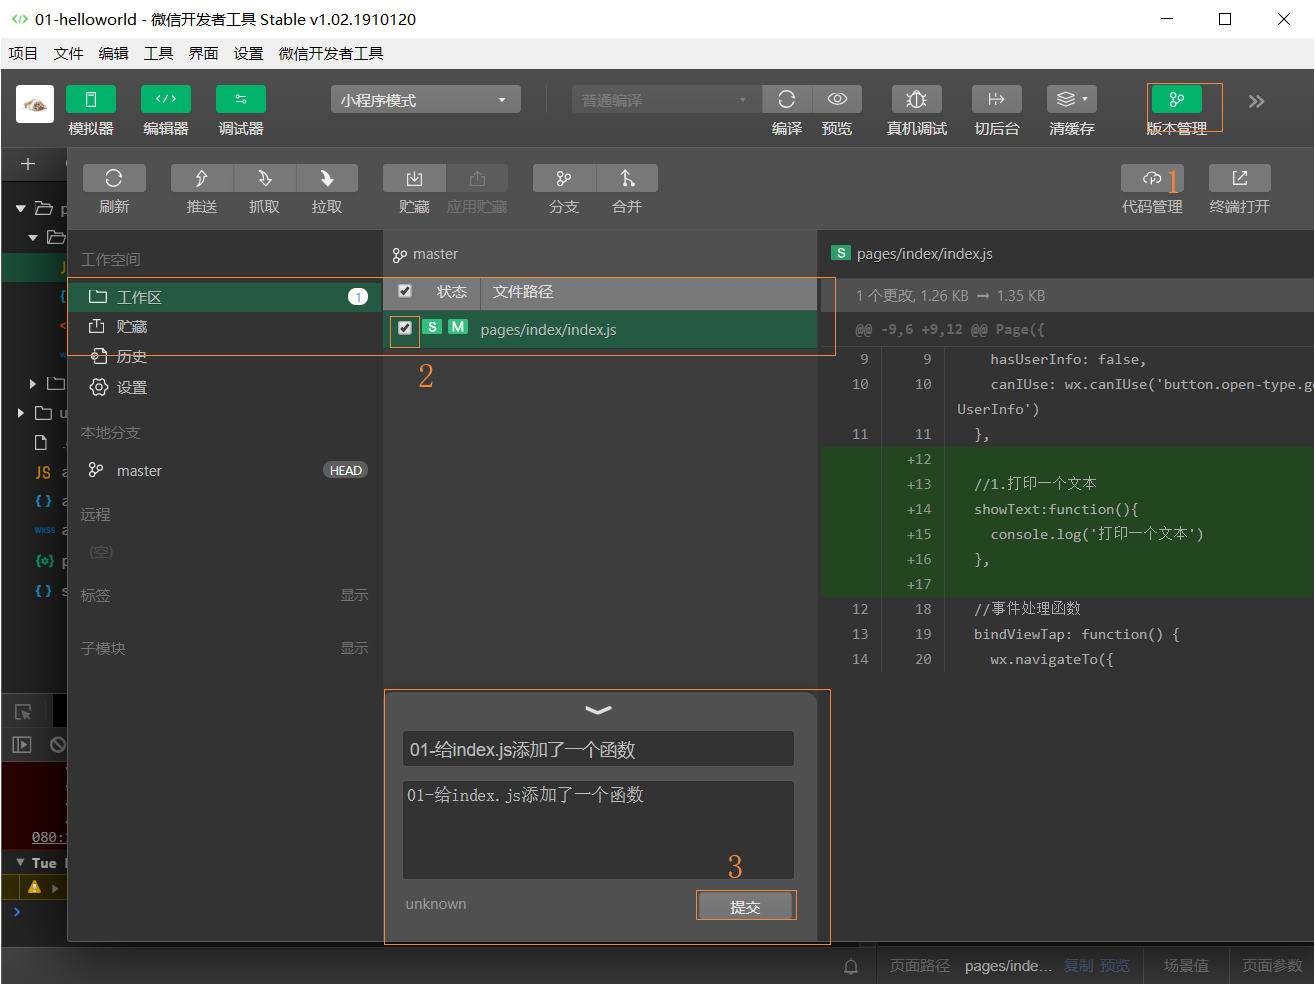 01-helloworld - 微信开发者工具 Stable v1.02.1910120
项目 文件 编辑 工具 界面 设置 微信开发者工具
小程序模式 普通编译
模拟器 编辑器 调试器 编译 预览 真机调试 切后台 清缓存 版本管理
1
刷新 推送 抓取 拉取 贮藏 应用贮藏 分支 合并 代码管理 终端打开
工作空间
工作区 1
贮藏
历史
设置
本地分支
master HEAD
远程
(空)
标签 显示
子模块 显示
master
状态 文件路径
S M pages/index/index.js
2
S pages/index/index.js
1 个更改, 1.26 KB → 1.35 KB
@@ -9,6 +9,12 @@ Page({
9 9 hasUserInfo: false,
10 10 canIUse: wx.canIUse('button.open-type.ge
UserInfo')
11 11 },
+12
+13 //1.打印一个文本
+14 showText:function(){
+15 console.log('打印一个文本')
+16 },
+17
12 18 //事件处理函数
13 19 bindViewTap: function() {
14 20 wx.navigateTo({
01-给index.js添加了一个函数
01-给index.js添加了一个函数
3
unknown 提交
JS
WXSS
080:
Tue
页面路径 pages/inde... 复制 预览 场景值 页面参数